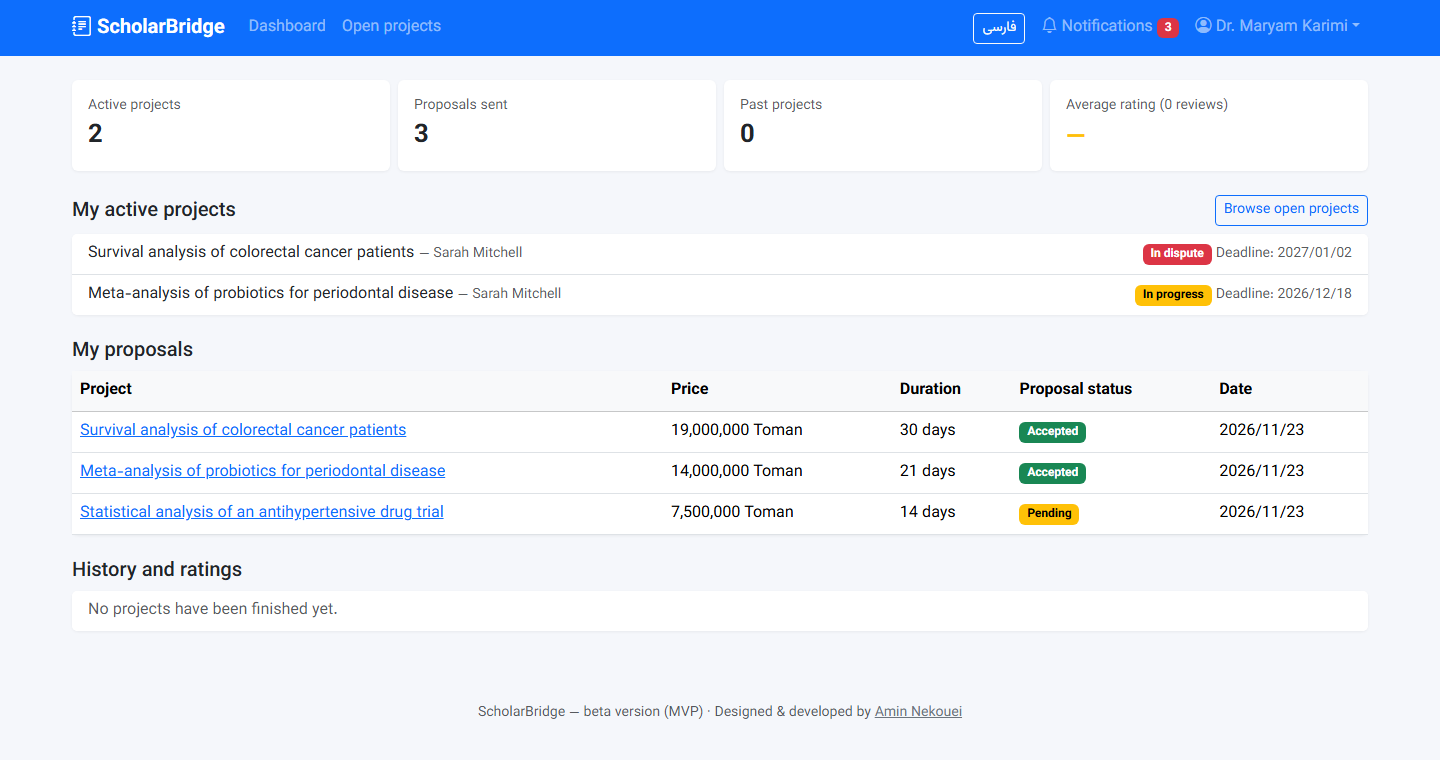 ScholarBridge Dashboard Open projects فارسی Notifications 3 Dr. Maryam Karimi
Active projects Proposals sent Past projects Average rating (0 reviews)
2 3 0 —
My active projects Browse open projects
Survival analysis of colorectal cancer patients — Sarah Mitchell In dispute Deadline: 2027/01/02
Meta-analysis of probiotics for periodontal disease — Sarah Mitchell In progress Deadline: 2026/12/18
My proposals
Project Price Duration Proposal status Date
Survival analysis of colorectal cancer patients 19,000,000 Toman 30 days Accepted 2026/11/23
Meta-analysis of probiotics for periodontal disease 14,000,000 Toman 21 days Accepted 2026/11/23
Statistical analysis of an antihypertensive drug trial 7,500,000 Toman 14 days Pending 2026/11/23
History and ratings
No projects have been finished yet.
ScholarBridge — beta version (MVP) · Designed & developed by Amin Nekouei